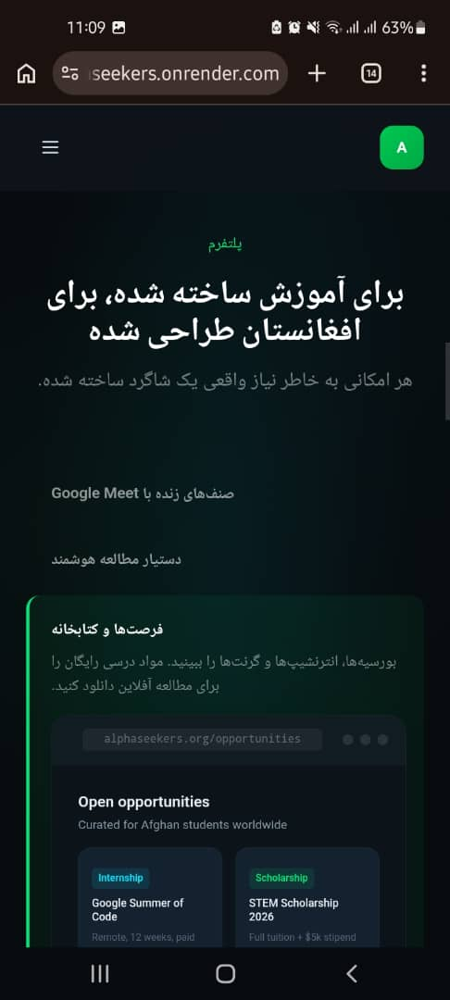 11:09
63%
seekers.onrender.com
14
A
پلتفرم
برای آموزش ساخته شده، برای
افغانستان طراحی شده
هر امکانی به خاطر نیاز واقعی یک شاگرد ساخته شده.
صنف‌های زنده با Google Meet
دستیار مطالعه هوشمند
فرصت‌ها و کتابخانه
بورسیه‌ها، انترنشیپ‌ها و گرنت‌ها را ببینید. مواد درسی رایگان را
برای مطالعه آفلاین دانلود کنید.
alphaseekers.org/opportunities
Open opportunities
Curated for Afghan students worldwide
Internship
Google Summer of
Code
Remote, 12 weeks, paid
Scholarship
STEM Scholarship
2026
Full tuition + $5k stipend